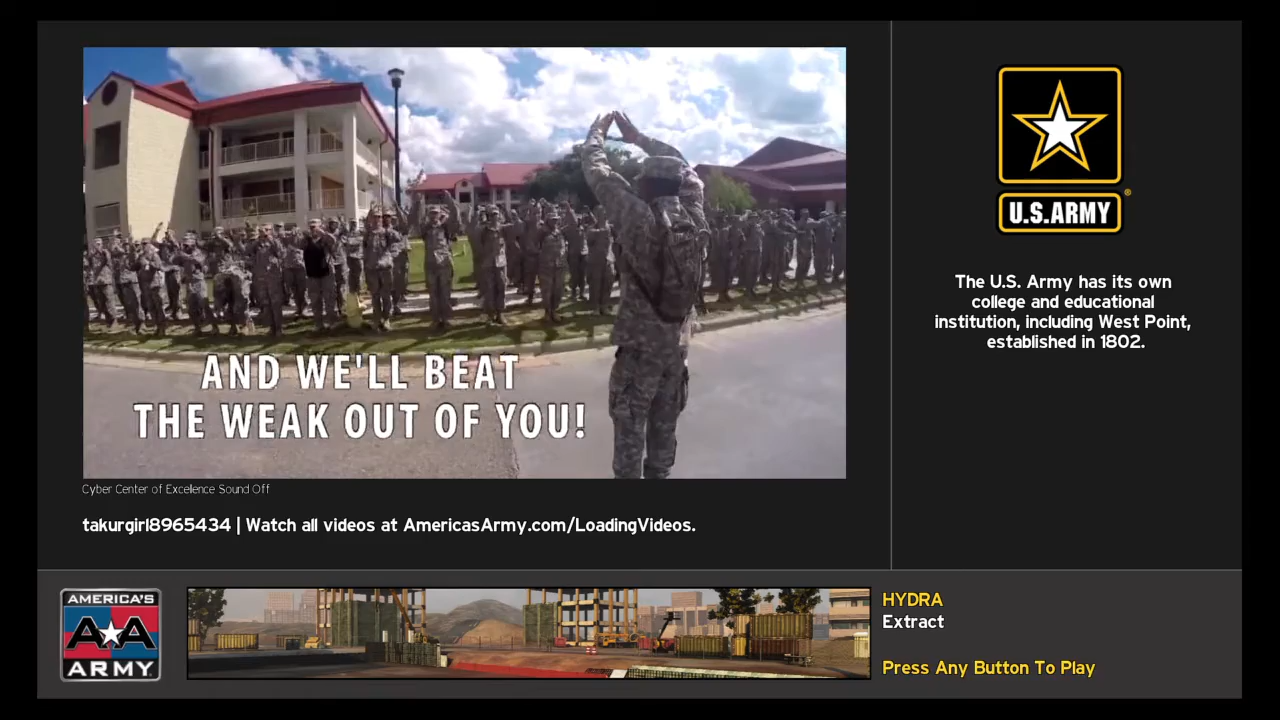 AND WE'LL BEAT
THE WEAK OUT OF YOU!
Cyber Center of Excellence Sound Off
takurgirl8965434 | Watch all videos at AmericasArmy.com/LoadingVideos.
U.S.ARMY
®
The U.S. Army has its own
college and educational
institution, including West Point,
established in 1802.
AMERICA'S
AA
ARMY
HYDRA
Extract
Press Any Button To Play